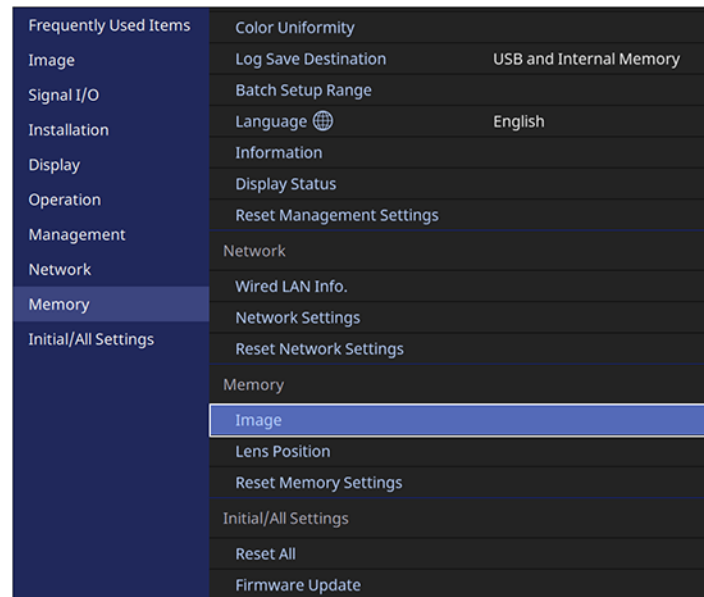 Frequently Used Items
Image
Signal I/O
Installation
Display
Operation
Management
Network
Memory
Initial/All Settings
Color Uniformity
Log Save Destination USB and Internal Memory
Batch Setup Range
Language English
Information
Display Status
Reset Management Settings
Network
Wired LAN Info.
Network Settings
Reset Network Settings
Memory
Image
Lens Position
Reset Memory Settings
Initial/All Settings
Reset All
Firmware Update